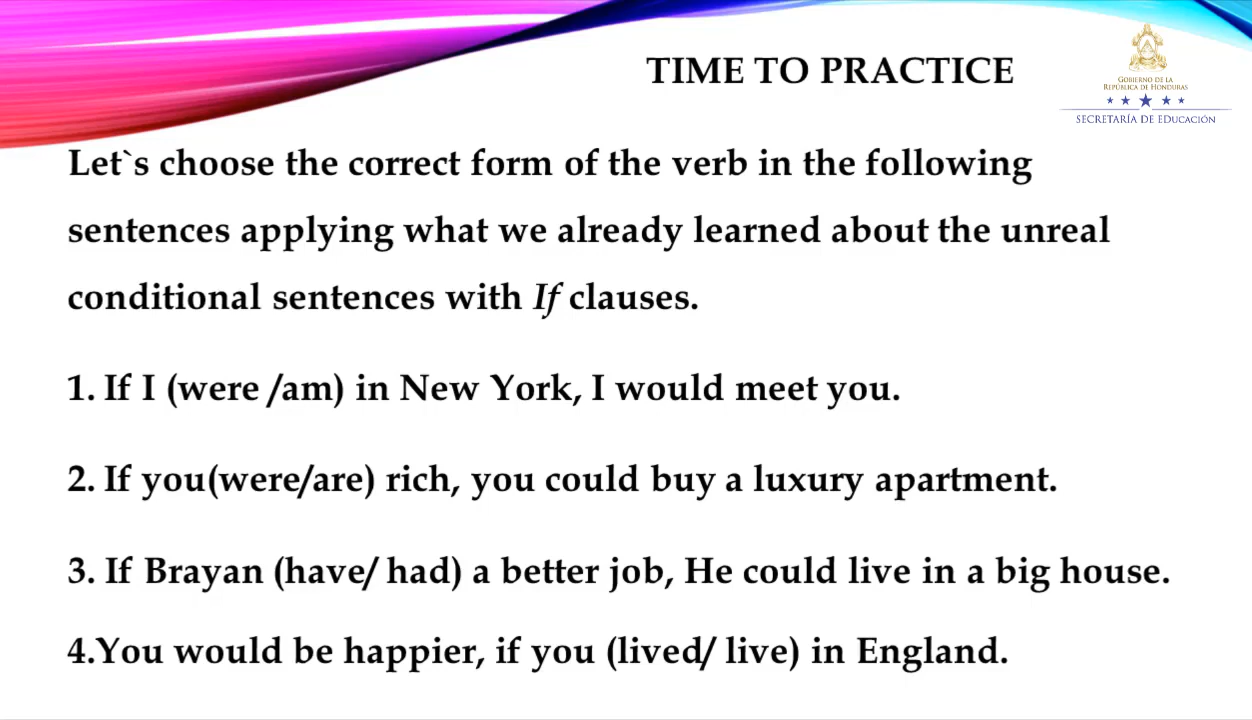 TIME TO PRACTICE
GOBIERNO DE LA
REPÚBLICA DE HONDURAS
SECRETARÍA DE EDUCACIÓN
Let`s choose the correct form of the verb in the following
sentences applying what we already learned about the unreal
conditional sentences with If clauses.
1. If I (were /am) in New York, I would meet you.
2. If you(were/are) rich, you could buy a luxury apartment.
3. If Brayan (have/ had) a better job, He could live in a big house.
4.You would be happier, if you (lived/ live) in England.